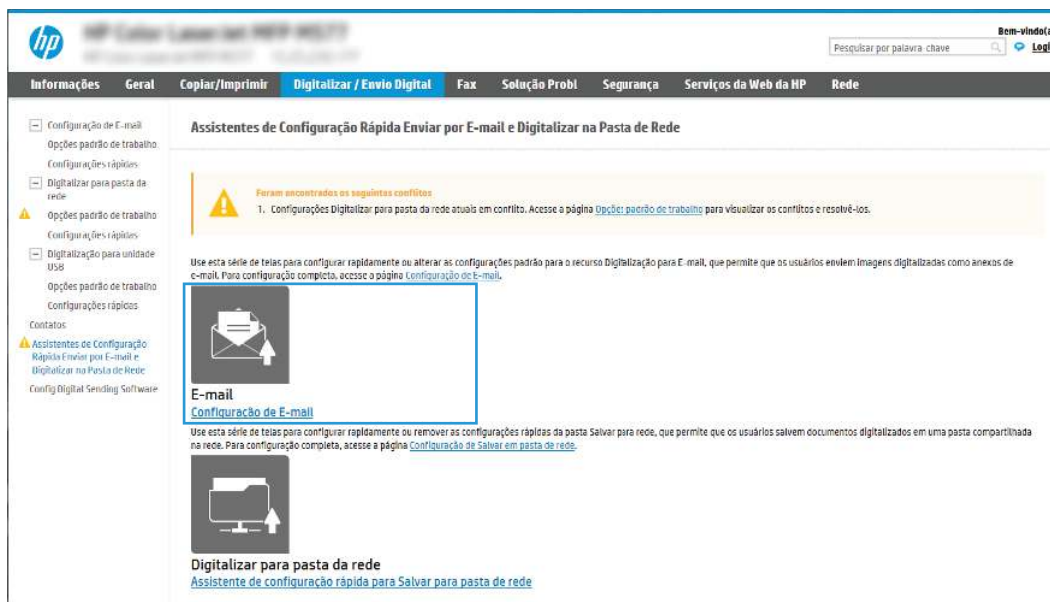 hp
Bem-vindo(a
Pesquisar por palavra-chave
Logi
Informações Geral Copiar/Imprimir Digitalizar / Envio Digital Fax Solução Probl Segurança Serviços da Web da HP Rede
Configuração de E-mail
Opções padrão de trabalho
Configurações rápidas
Digitalizar para pasta da
rede
Opções padrão de trabalho
Configurações rápidas
Digitalização para unidade
USB
Opções padrão de trabalho
Configurações rápidas
Contatos
Assistentes de Configuração
Rápida Enviar por E-mail e
Digitalizar na Pasta de Rede
Config Digital Sending Software
Assistentes de Configuração Rápida Enviar por E-mail e Digitalizar na Pasta de Rede
Foram encontrados os seguintes conflitos
1. Configurações Digitalizar para pasta da rede atuais em conflito. Acesse a página Opções padrão de trabalho para visualizar os conflitos e resolvê-los.
Use esta série de telas para configurar rapidamente ou alterar as configurações padrão para o recurso Digitalização para E-mail, que permite que os usuários enviem imagens digitalizadas como anexos de
e-mail. Para configuração completa, acesse a página Configuração de E-mail.
E-mail
Configuração de E-mail
Use esta série de telas para configurar rapidamente ou remover as configurações rápidas da pasta Salvar para rede, que permite que os usuários salvem documentos digitalizados em uma pasta compartilhada
na rede. Para configuração completa, acesse a página Configuração de Salvar em pasta de rede.
Digitalizar para pasta da rede
Assistente de configuração rápida para Salvar para pasta de rede